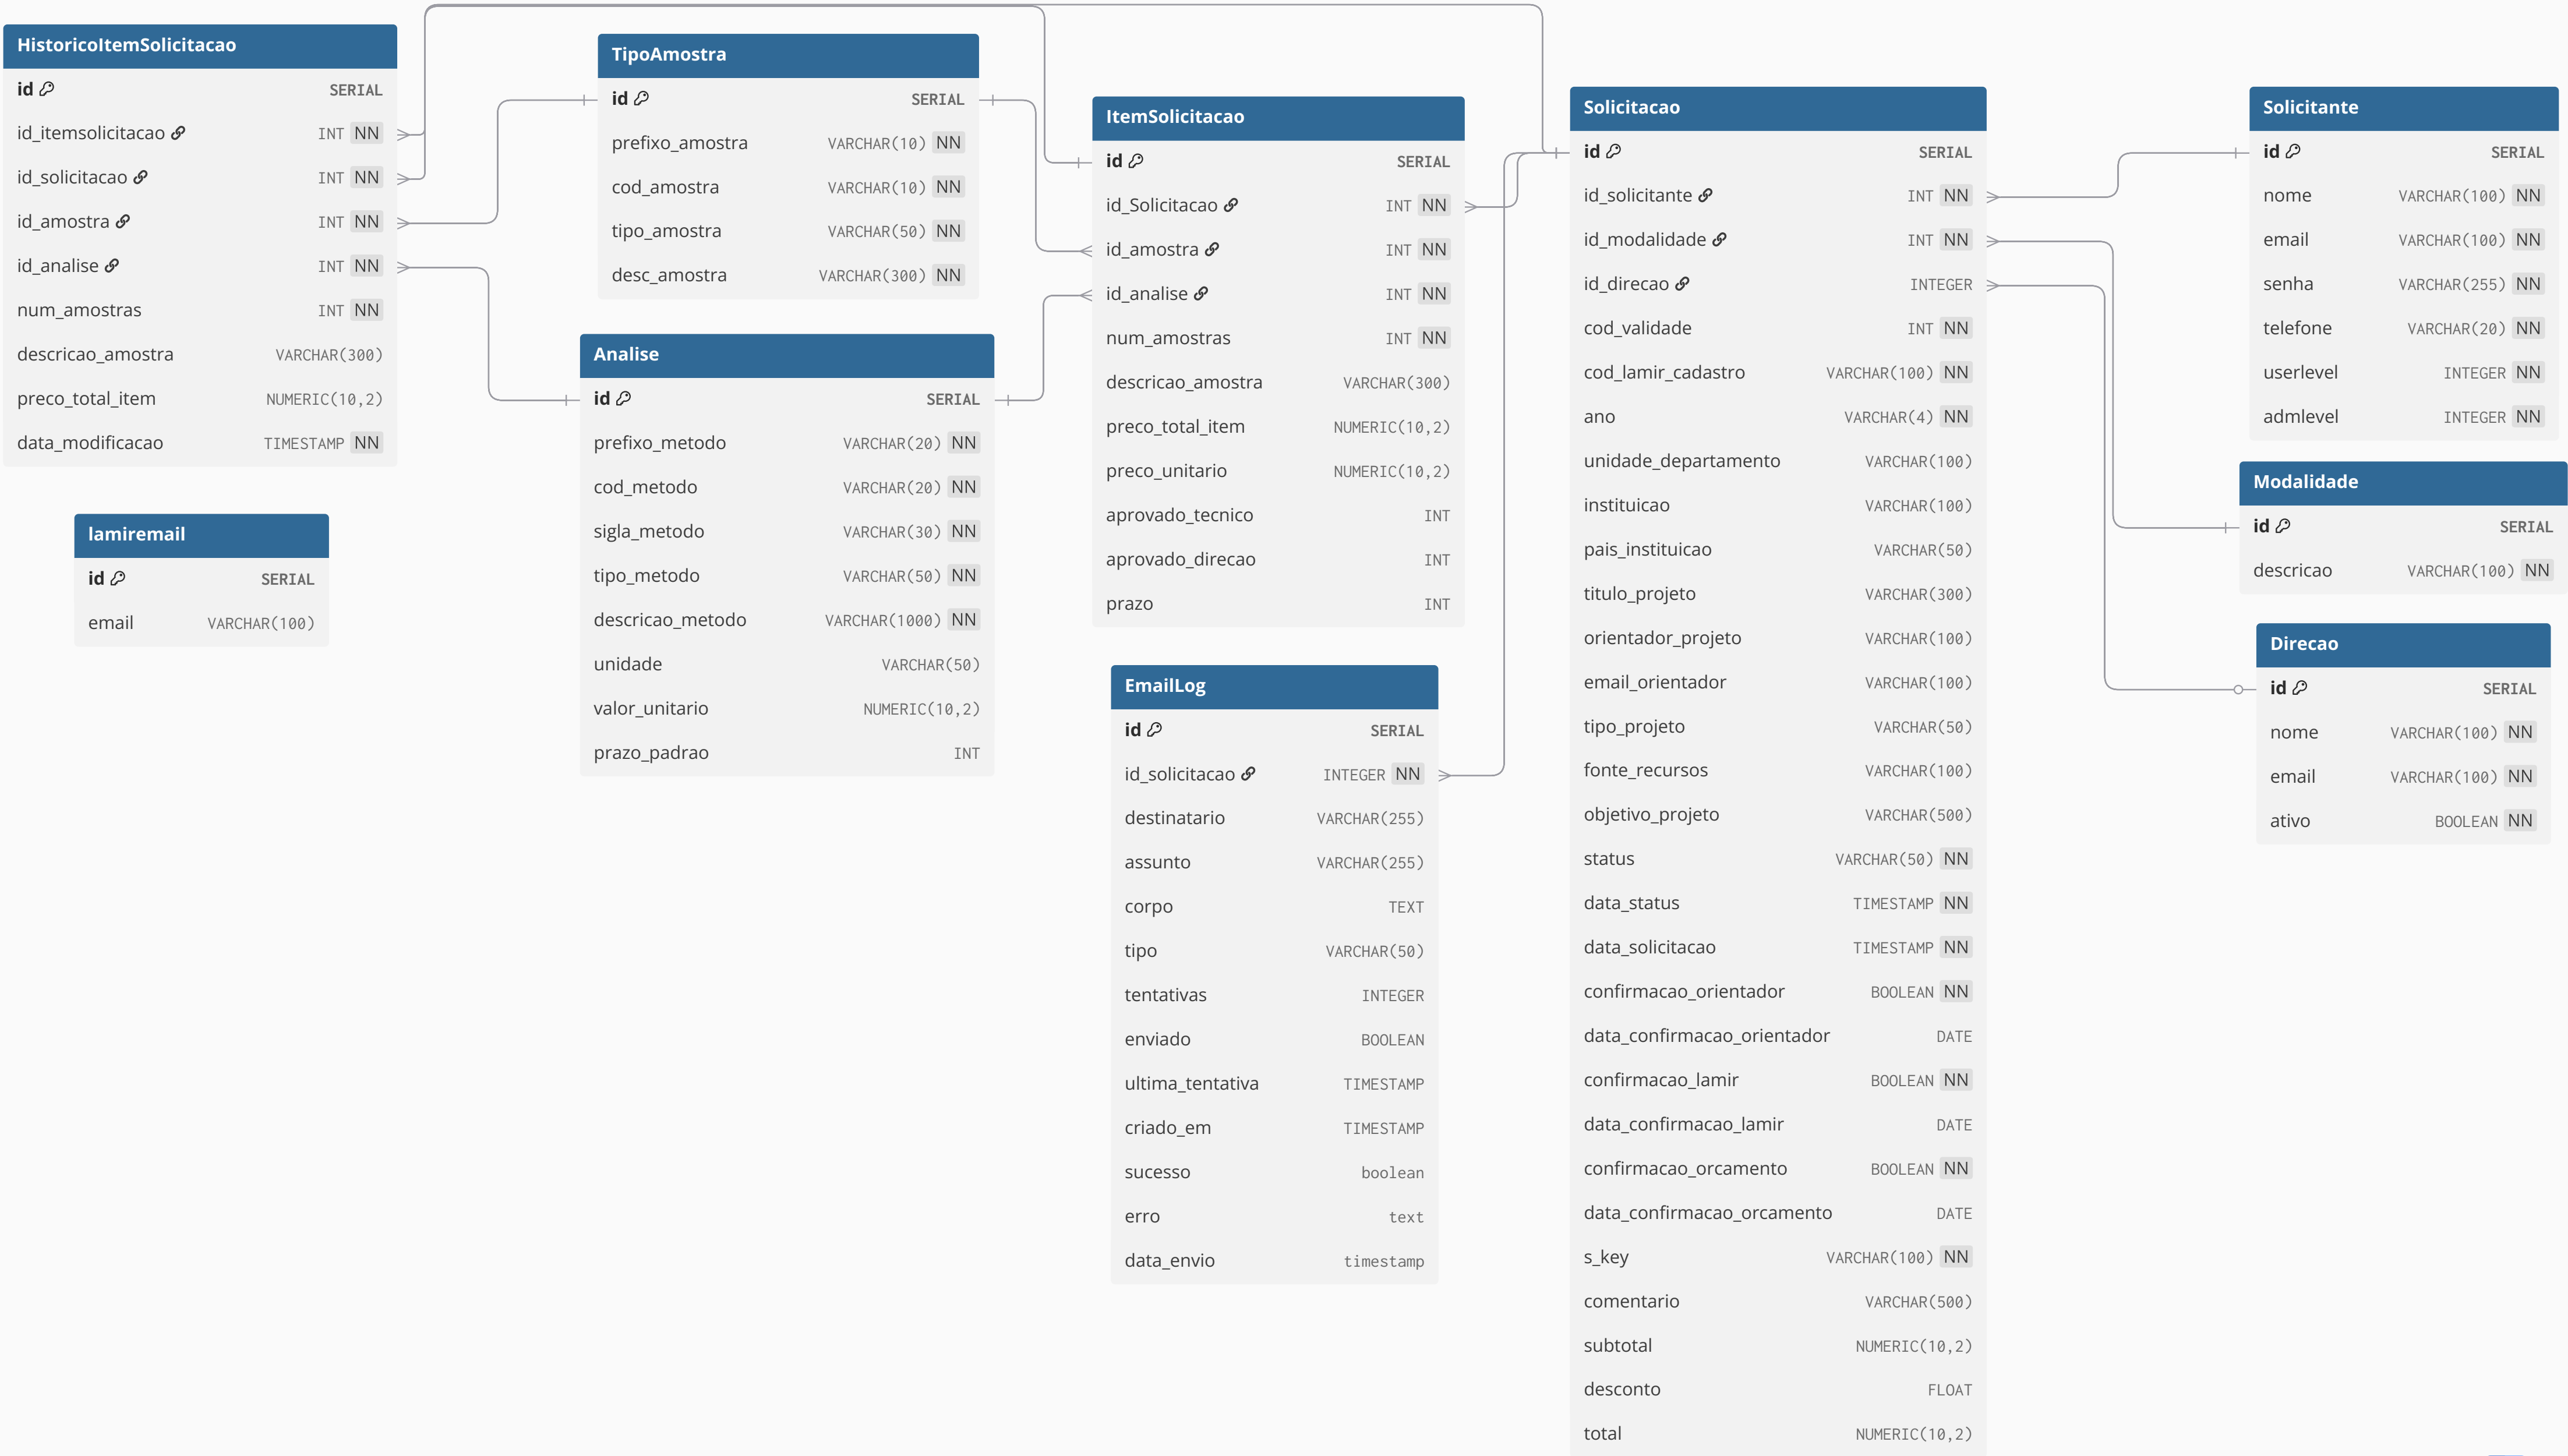 HistoricoItemSolicitacao
id SERIAL
id_itemsolicitacao INT NN
id_solicitacao INT NN
id_amostra INT NN
id_analise INT NN
num_amostras INT NN
descricao_amostra VARCHAR(300)
preco_total_item NUMERIC(10,2)
data_modificacao TIMESTAMP NN
lamiremail
id SERIAL
email VARCHAR(100)
TipoAmostra
id SERIAL
prefixo_amostra VARCHAR(10) NN
cod_amostra VARCHAR(10) NN
tipo_amostra VARCHAR(50) NN
desc_amostra VARCHAR(300) NN
Analise
id SERIAL
prefixo_metodo VARCHAR(20) NN
cod_metodo VARCHAR(20) NN
sigla_metodo VARCHAR(30) NN
tipo_metodo VARCHAR(50) NN
descricao_metodo VARCHAR(1000) NN
unidade VARCHAR(50)
valor_unitario NUMERIC(10,2)
prazo_padrao INT
ItemSolicitacao
id SERIAL
id_Solicitacao INT NN
id_amostra INT NN
id_analise INT NN
num_amostras INT NN
descricao_amostra VARCHAR(300)
preco_total_item NUMERIC(10,2)
preco_unitario NUMERIC(10,2)
aprovado_tecnico INT
aprovado_direcao INT
prazo INT
EmailLog
id SERIAL
id_solicitacao INTEGER NN
destinatario VARCHAR(255)
assunto VARCHAR(255)
corpo TEXT
tipo VARCHAR(50)
tentativas INTEGER
enviado BOOLEAN
ultima_tentativa TIMESTAMP
criado_em TIMESTAMP
sucesso boolean
erro text
data_envio timestamp
Solicitacao
id SERIAL
id_solicitante INT NN
id_modalidade INT NN
id_direcao INTEGER
cod_validade INT NN
cod_lamir_cadastro VARCHAR(100) NN
ano VARCHAR(4) NN
unidade_departamento VARCHAR(100)
instituicao VARCHAR(100)
pais_instituicao VARCHAR(50)
titulo_projeto VARCHAR(300)
orientador_projeto VARCHAR(100)
email_orientador VARCHAR(100)
tipo_projeto VARCHAR(50)
fonte_recursos VARCHAR(100)
objetivo_projeto VARCHAR(500)
status VARCHAR(50) NN
data_status TIMESTAMP NN
data_solicitacao TIMESTAMP NN
confirmacao_orientador BOOLEAN NN
data_confirmacao_orientador DATE
confirmacao_lamir BOOLEAN NN
data_confirmacao_lamir DATE
confirmacao_orcamento BOOLEAN NN
data_confirmacao_orcamento DATE
s_key VARCHAR(100) NN
comentario VARCHAR(500)
subtotal NUMERIC(10,2)
desconto FLOAT
total NUMERIC(10,2)
Solicitante
id SERIAL
nome VARCHAR(100) NN
email VARCHAR(100) NN
senha VARCHAR(255) NN
telefone VARCHAR(20) NN
userlevel INTEGER NN
admlevel INTEGER NN
Modalidade
id SERIAL
descricao VARCHAR(100) NN
Direcao
id SERIAL
nome VARCHAR(100) NN
email VARCHAR(100) NN
ativo BOOLEAN NN